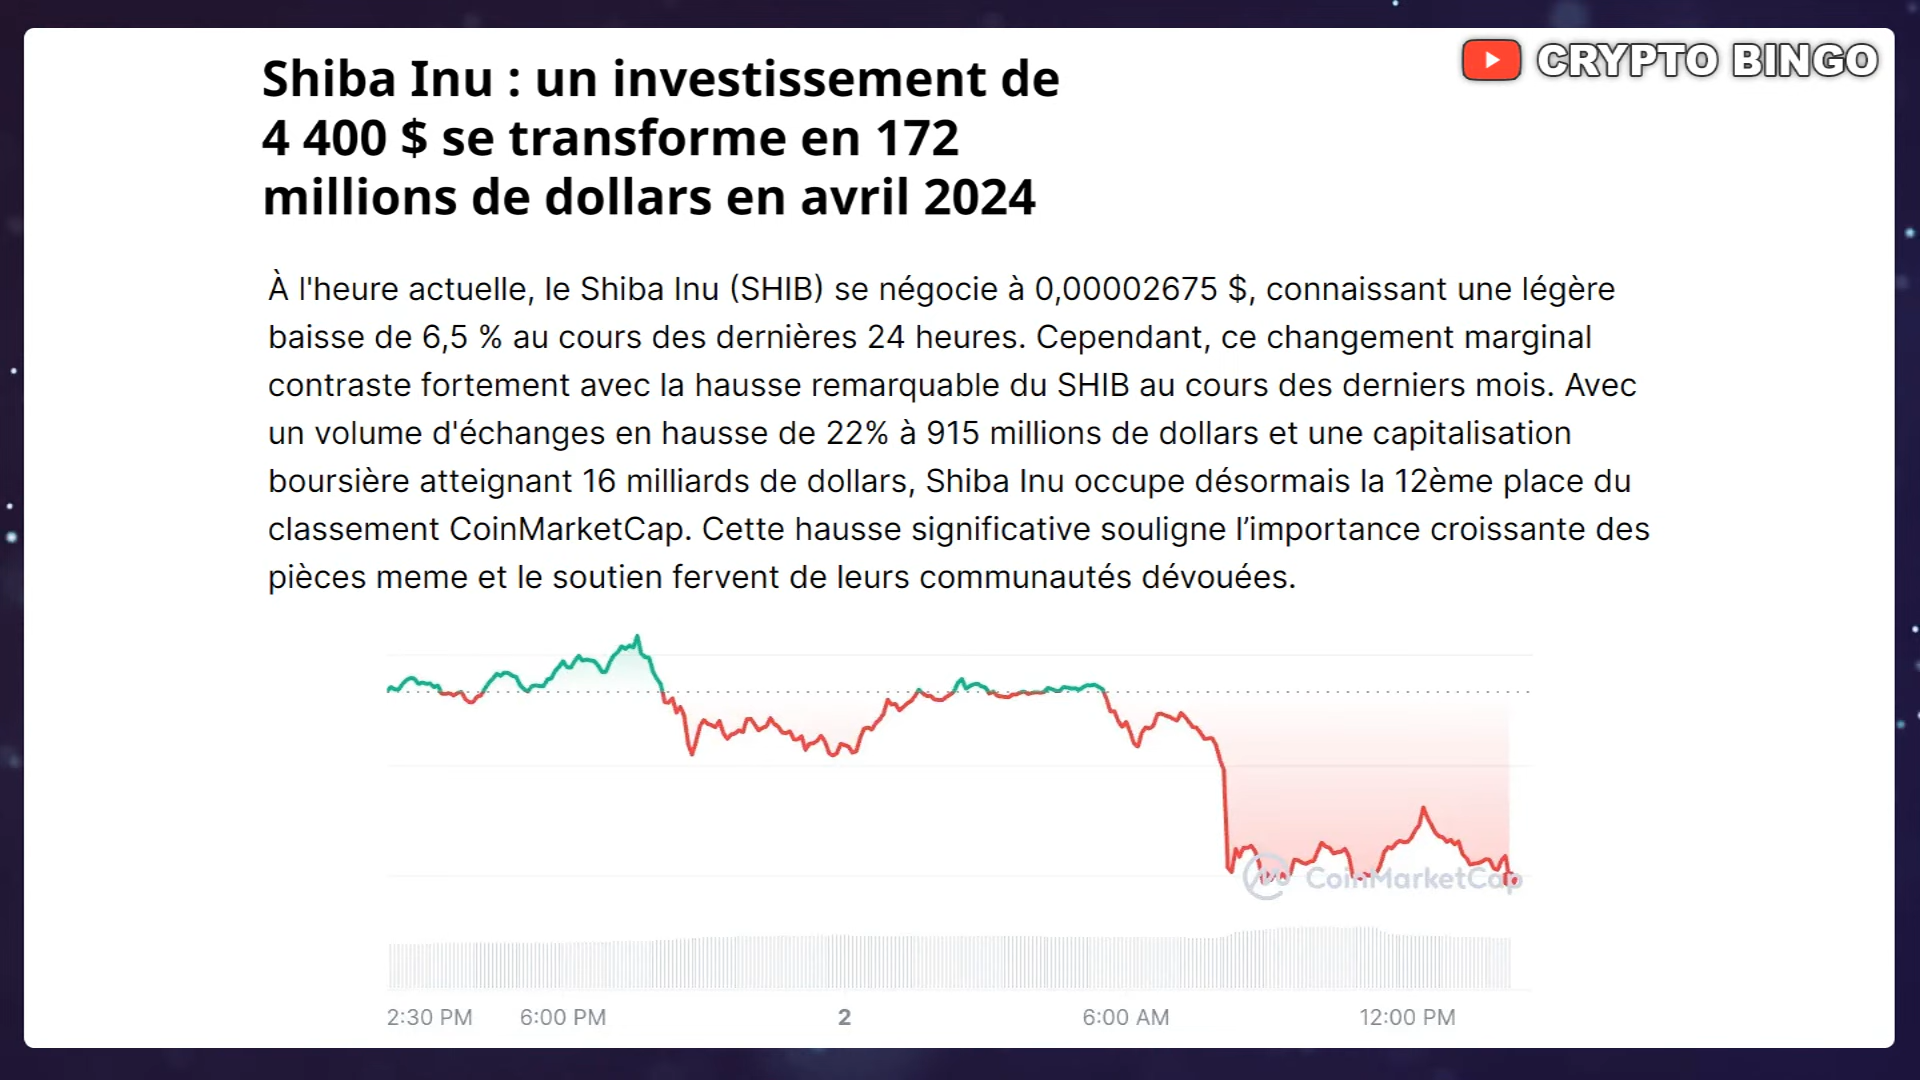 CRYPTO BINGO
Shiba Inu : un investissement de
4 400 $ se transforme en 172
millions de dollars en avril 2024
À l'heure actuelle, le Shiba Inu (SHIB) se négocie à 0,00002675 $, connaissant une légère
baisse de 6,5 % au cours des dernières 24 heures. Cependant, ce changement marginal
contraste fortement avec la hausse remarquable du SHIB au cours des derniers mois. Avec
un volume d'échanges en hausse de 22% à 915 millions de dollars et une capitalisation
boursière atteignant 16 milliards de dollars, Shiba Inu occupe désormais la 12ème place du
classement CoinMarketCap. Cette hausse significative souligne l’importance croissante des
pièces meme et le soutien fervent de leurs communautés dévouées.
CoinMarketCap
2:30 PM 6:00 PM 2 6:00 AM 12:00 PM